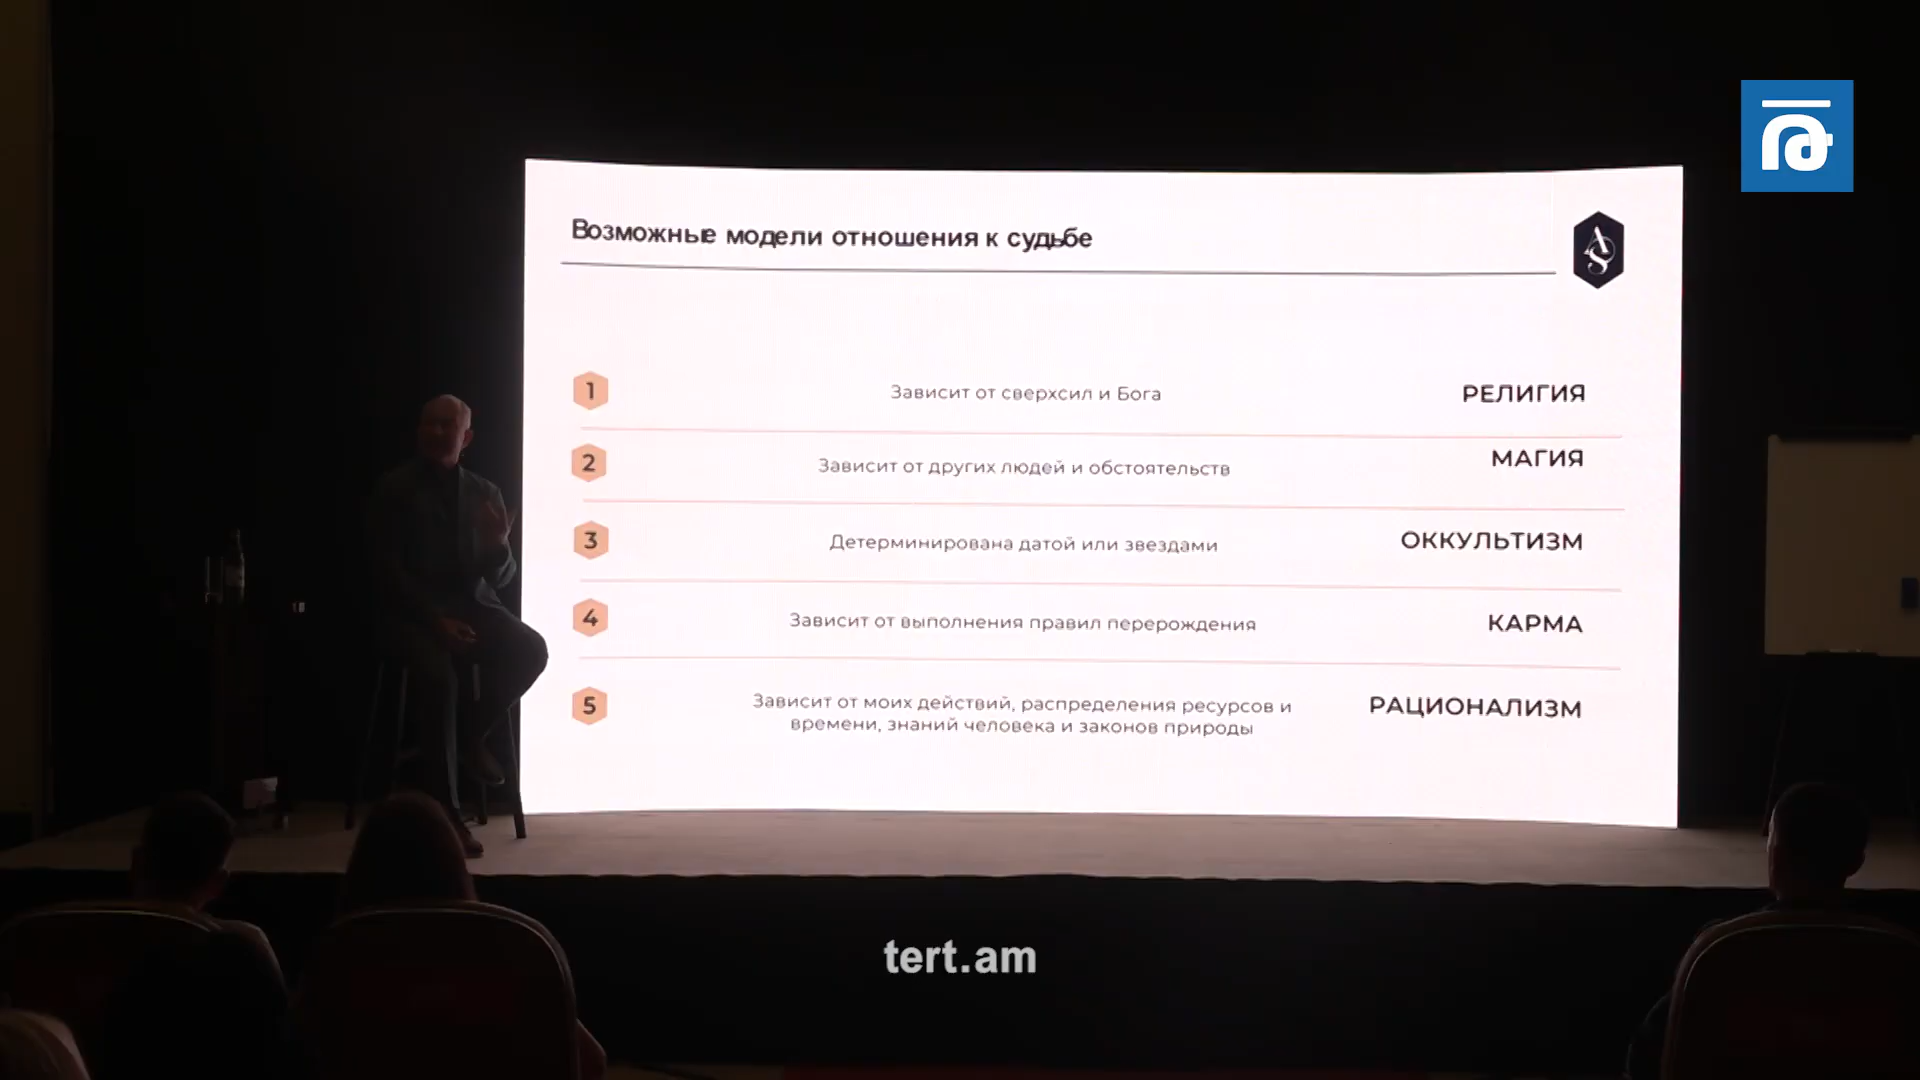 Возможные модели отношения к судьбе
1 Зависит от сверхсил и Бога РЕЛИГИЯ
2 Зависит от других людей и обстоятельств МАГИЯ
3 Детерминирована датой или звездами ОККУЛЬТИЗМ
4 Зависит от выполнения правил перерождения КАРМА
5 Зависит от моих действий, распределения ресурсов и РАЦИОНАЛИЗМ
времени, знаний человека и законов природы
tert.am